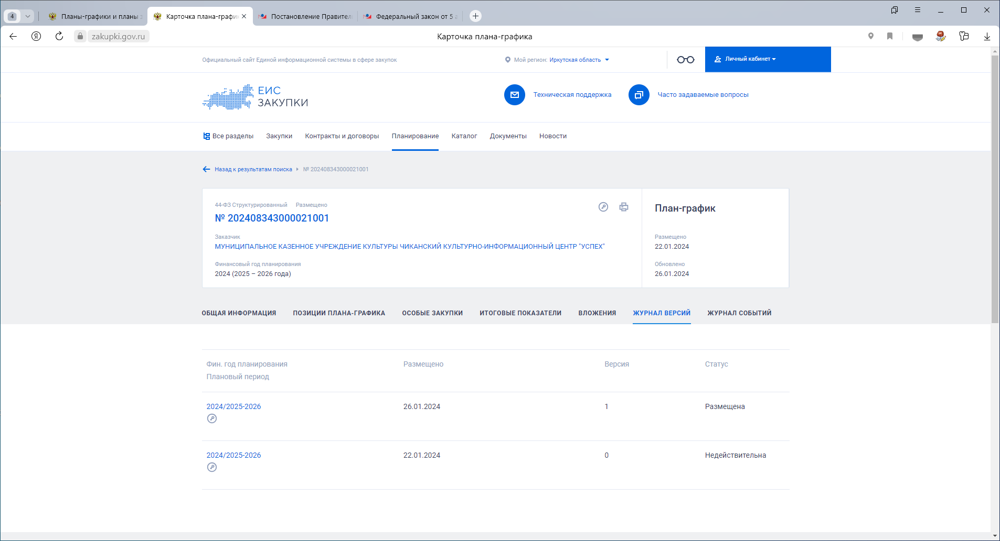 4
Планы-графики и планы з
Карточка плана-графи
Постановление Правител
Федеральный закон от 5 а
zakupki.gov.ru
Карточка плана-графика
Официальный сайт Единой информационной системы в сфере закупок
Мой регион: Иркутская область
Личный кабинет
ЕИС
ЗАКУПКИ
Техническая поддержка
Часто задаваемые вопросы
Все разделы
Закупки
Контракты и договоры
Планирование
Каталог
Документы
Новости
Назад к результатам поиска
№ 202408343000021001
44-ФЗ Структурированный Размещено
№ 202408343000021001
Заказчик
МУНИЦИПАЛЬНОЕ КАЗЕННОЕ УЧРЕЖДЕНИЕ КУЛЬТУРЫ ЧИКАНСКИЙ КУЛЬТУРНО-ИНФОРМАЦИОННЫЙ ЦЕНТР "УСПЕХ"
Финансовый год планирования
2024 (2025 – 2026 года)
План-график
Размещено
22.01.2024
Обновлено
26.01.2024
ОБЩАЯ ИНФОРМАЦИЯ
ПОЗИЦИИ ПЛАНА-ГРАФИКА
ОСОБЫЕ ЗАКУПКИ
ИТОГОВЫЕ ПОКАЗАТЕЛИ
ВЛОЖЕНИЯ
ЖУРНАЛ ВЕРСИЙ
ЖУРНАЛ СОБЫТИЙ
Фин. год планирования
Плановый период
Размещено
Версия
Статус
2024/2025-2026
26.01.2024
1
Размещена
2024/2025-2026
22.01.2024
0
Недействительна